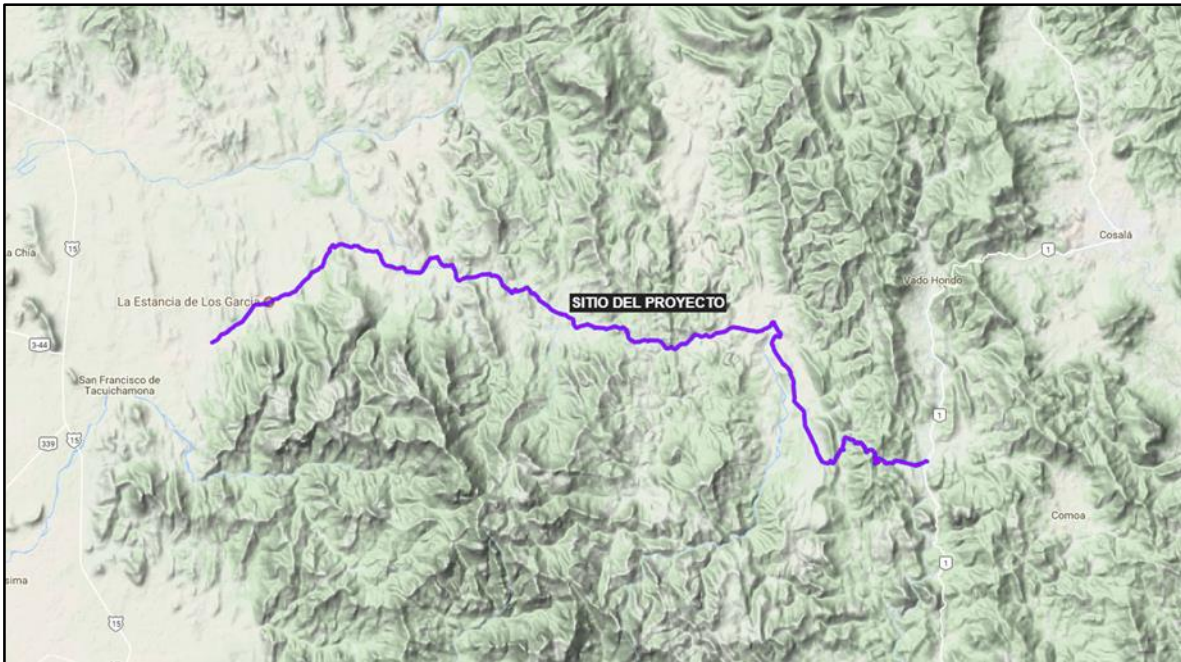 Cosalá
1
15
a Chía
Vado Hondo
La Estancia de Los García
SITIO DEL PROYECTO
3-44
San Francisco de
Tacuichamona
1
339
15
Comoa
1
sima
15